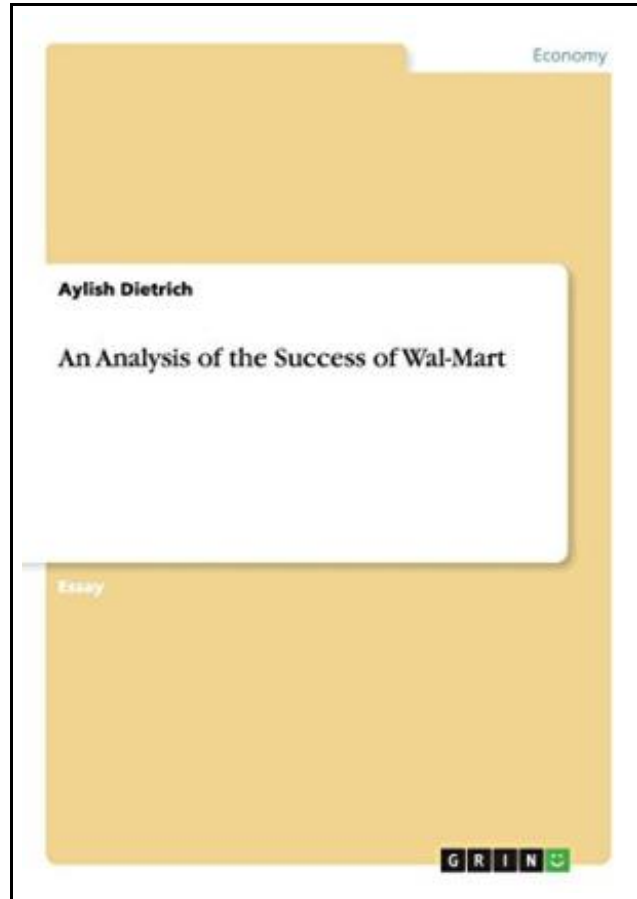 Economy
Aylish Dietrich
An Analysis of the Success of Wal-Mart
Essay
GRIN